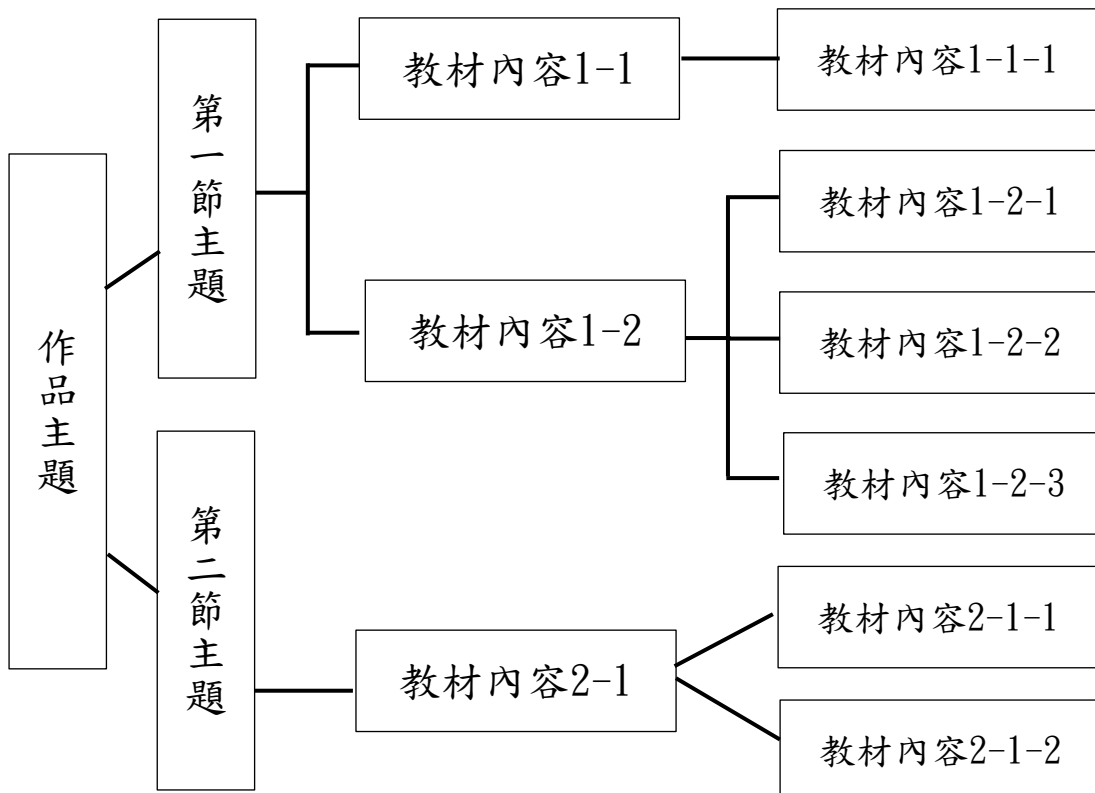 作品主題
第一節主題
教材內容1-1
教材內容1-1-1
教材內容1-2
教材內容1-2-1
教材內容1-2-2
教材內容1-2-3
第二節主題
教材內容2-1
教材內容2-1-1
教材內容2-1-2